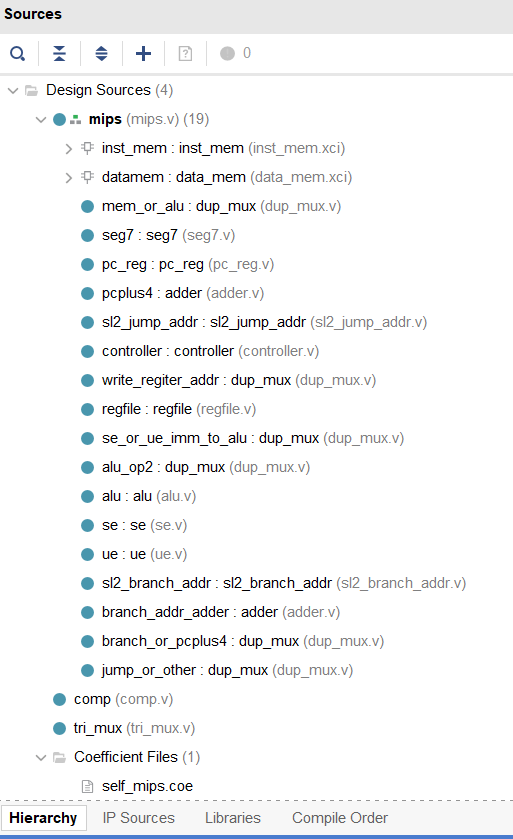 Sources
0
Design Sources (4)
mips (mips.v) (19)
inst_mem : inst_mem (inst_mem.xci)
datamem : data_mem (data_mem.xci)
mem_or_alu : dup_mux (dup_mux.v)
seg7 : seg7 (seg7.v)
pc_reg : pc_reg (pc_reg.v)
pcplus4 : adder (adder.v)
sl2_jump_addr : sl2_jump_addr (sl2_jump_addr.v)
controller : controller (controller.v)
write_regiter_addr : dup_mux (dup_mux.v)
regfile : regfile (regfile.v)
se_or_ue_imm_to_alu : dup_mux (dup_mux.v)
alu_op2 : dup_mux (dup_mux.v)
alu : alu (alu.v)
se : se (se.v)
ue : ue (ue.v)
sl2_branch_addr : sl2_branch_addr (sl2_branch_addr.v)
branch_addr_adder : adder (adder.v)
branch_or_pcplus4 : dup_mux (dup_mux.v)
jump_or_other : dup_mux (dup_mux.v)
comp (comp.v)
tri_mux (tri_mux.v)
Coefficient Files (1)
self_mips.coe
Hierarchy IP Sources Libraries Compile Order